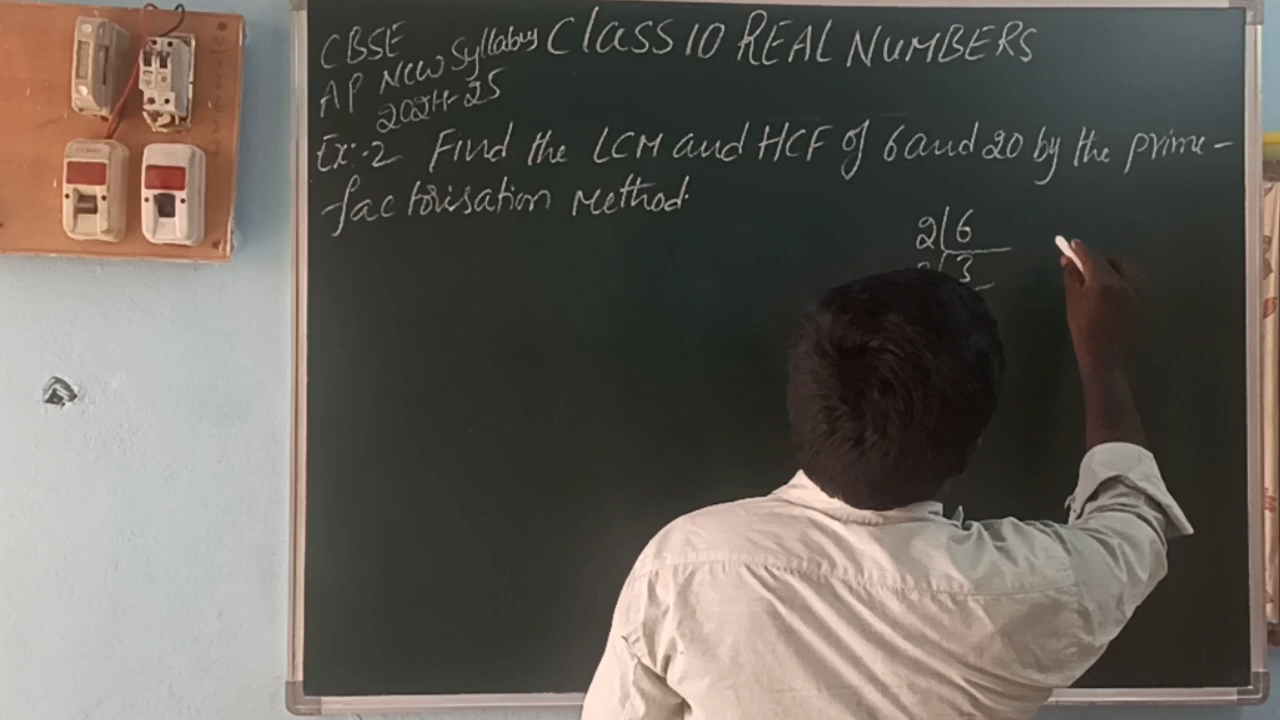 CBSE
AP New Syllabus
2024-25
Class 10 REAL NUMBERS
Ex:-2 Find the LCM and HCF of 6 and 20 by the prime-
factorisation Method.
2 6
3